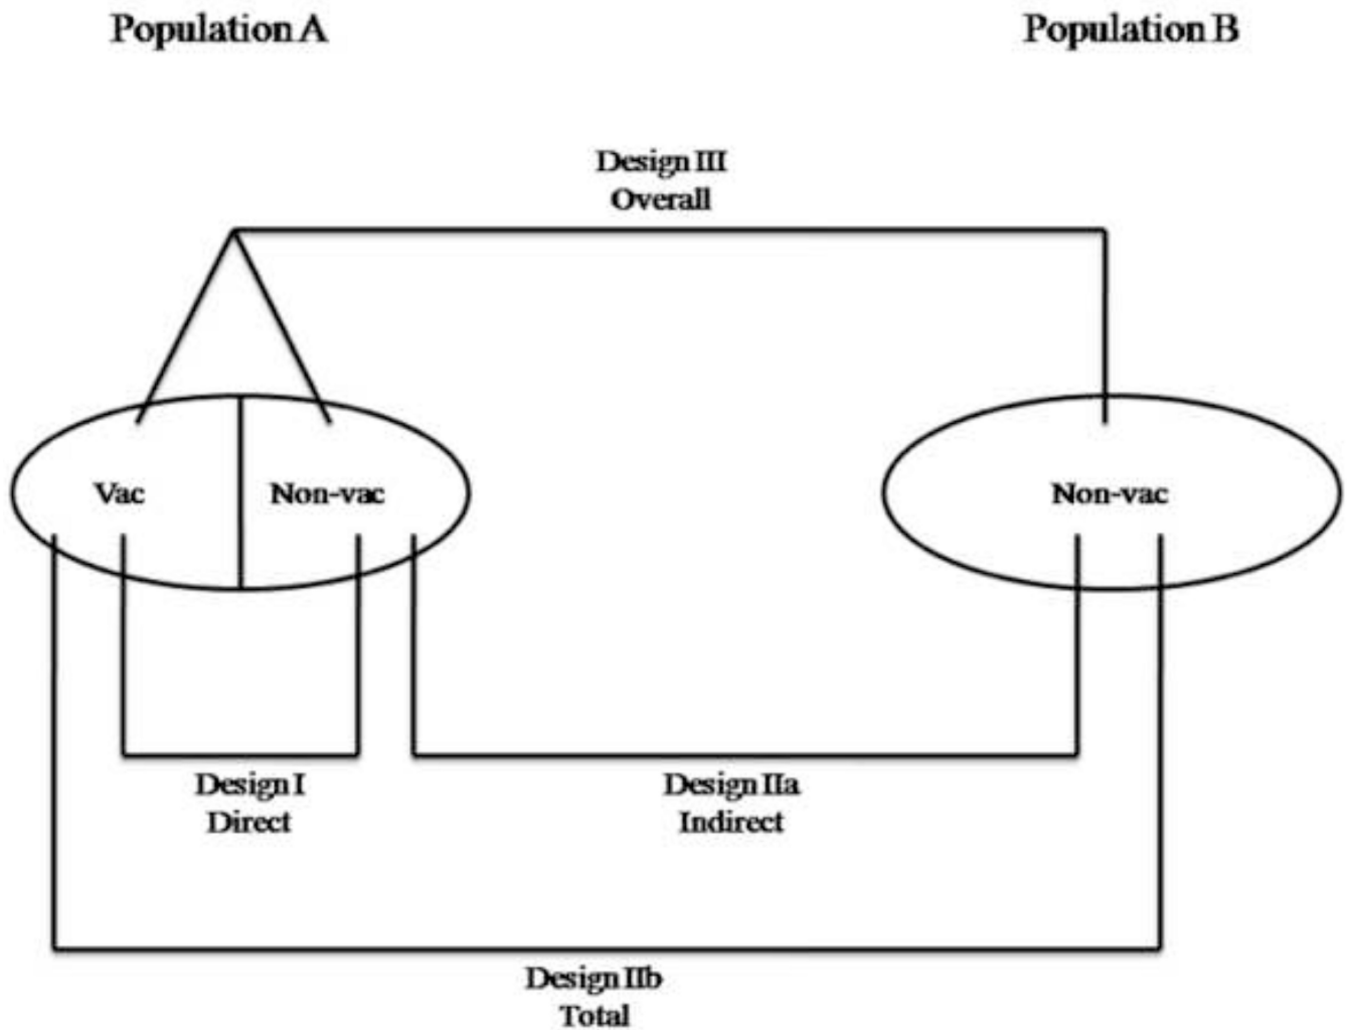 Population A
Population B
Design III
Overall
Vac
Non-vac
Non-vac
Design I
Direct
Design IIa
Indirect
Design IIb
Total